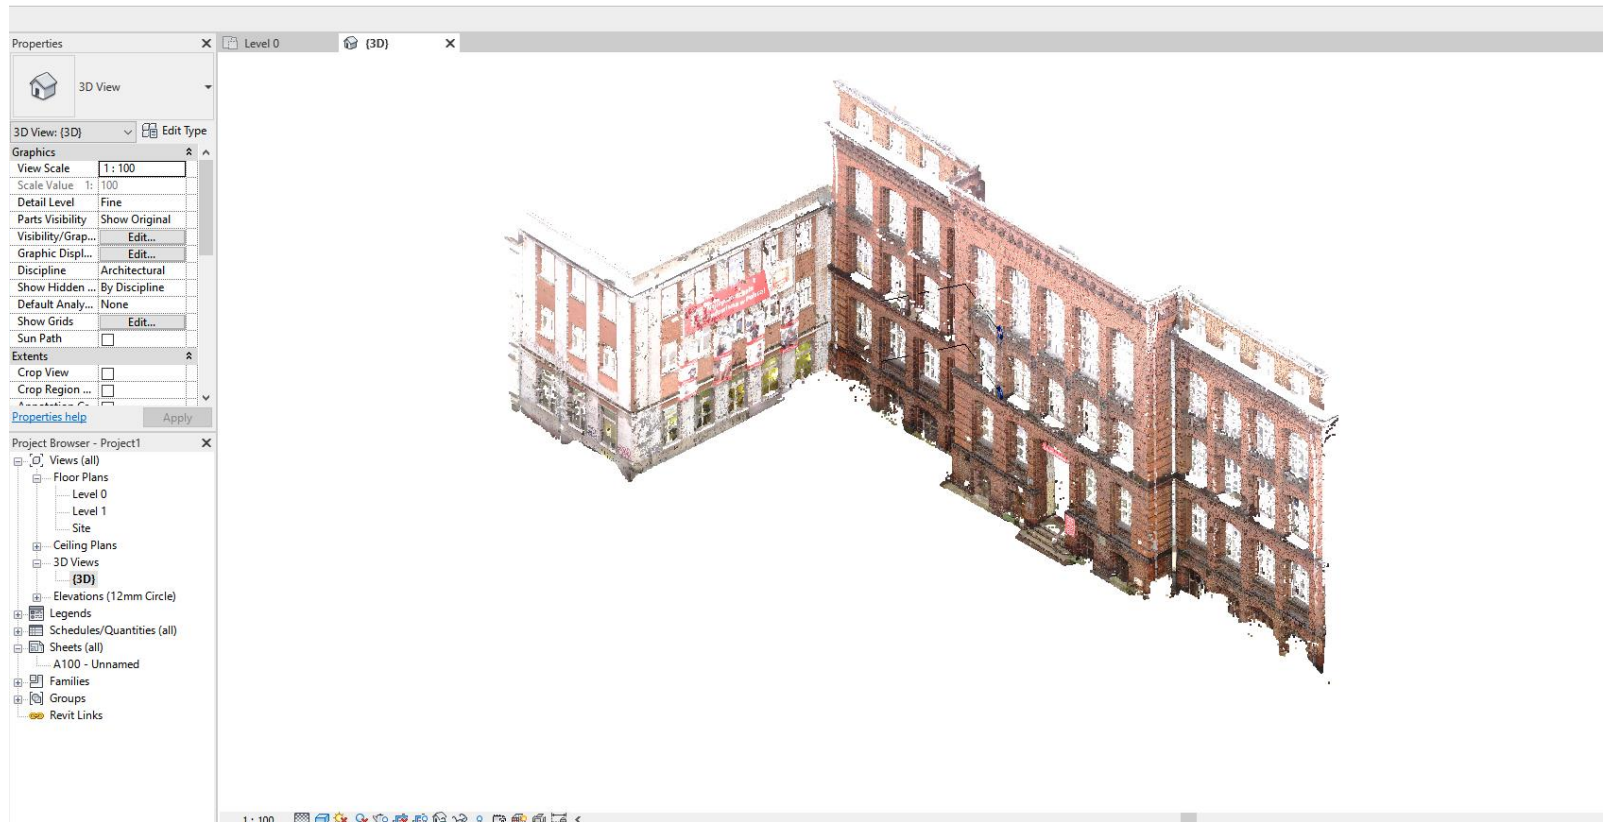 Properties
Level 0
{3D}
3D View
3D View: {3D}
Edit Type
Graphics
View Scale
1 : 100
Scale Value 1:
100
Detail Level
Fine
Parts Visibility
Show Original
Visibility/Grap...
Edit...
Graphic Displ...
Edit...
Discipline
Architectural
Show Hidden ...
By Discipline
Default Analy...
None
Show Grids
Edit...
Sun Path
Extents
Crop View
Crop Region ...
Properties help
Apply
Project Browser - Project1
Views (all)
Floor Plans
Level 0
Level 1
Site
Ceiling Plans
3D Views
{3D}
Elevations (12mm Circle)
Legends
Schedules/Quantities (all)
Sheets (all)
A100 - Unnamed
Families
Groups
Revit Links
1 : 100